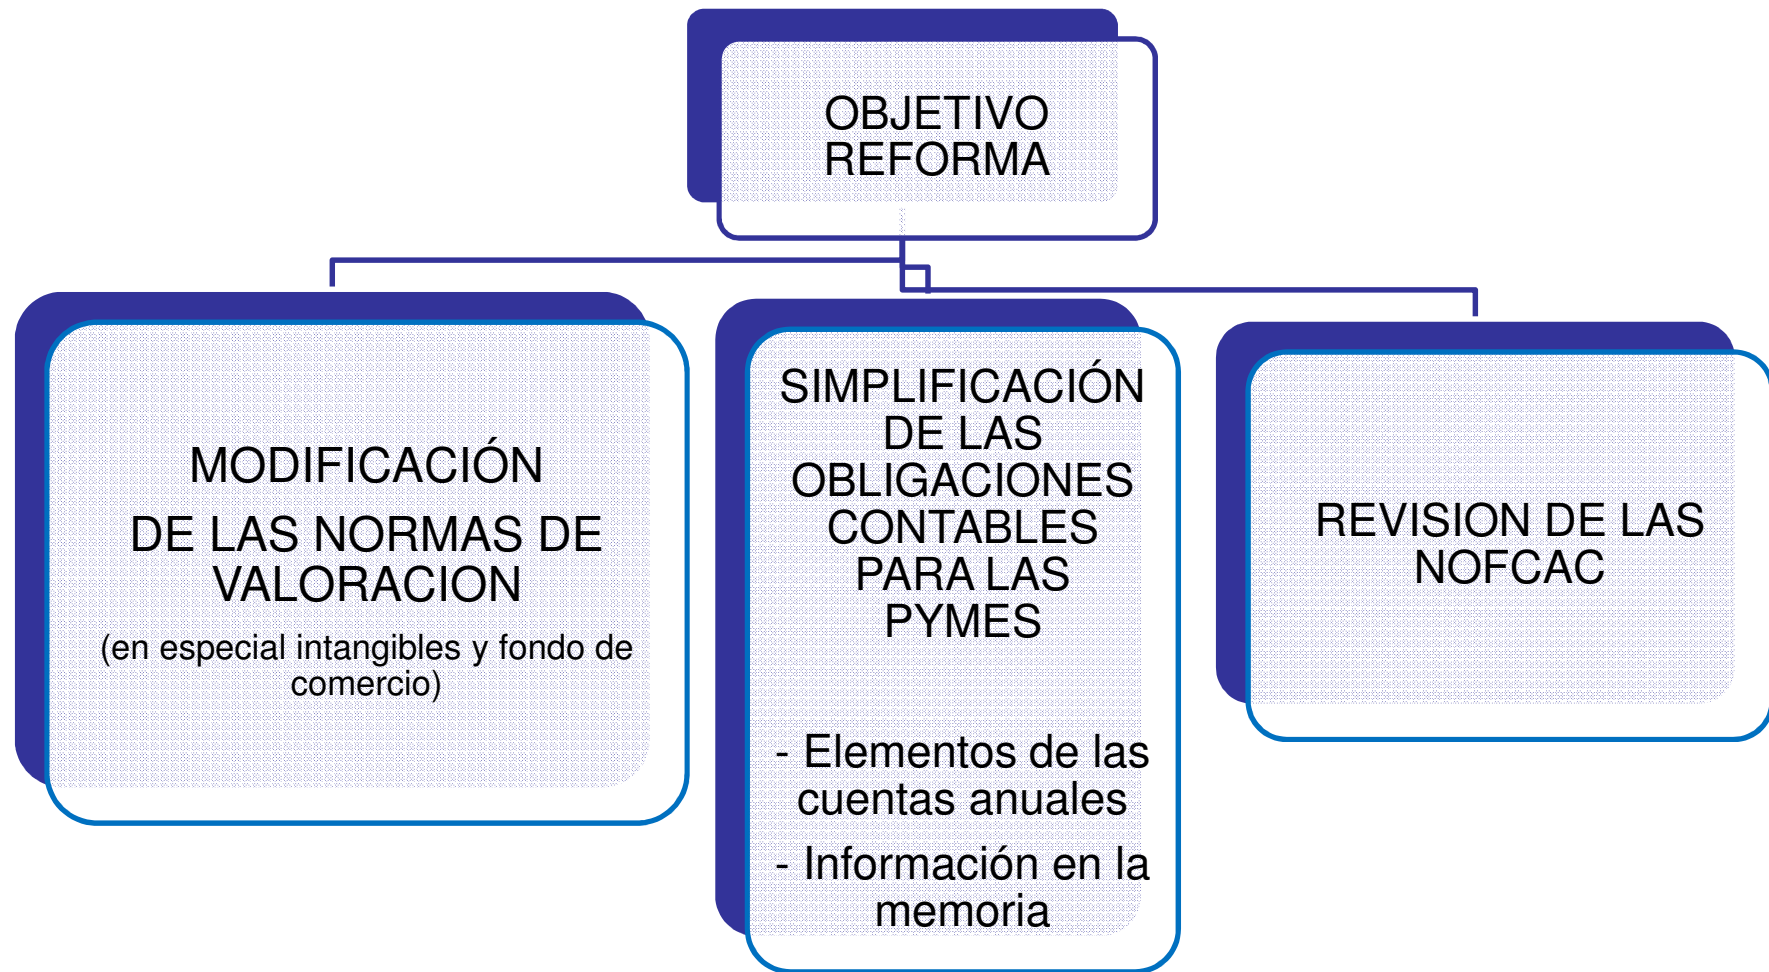 OBJETIVO
REFORMA
MODIFICACIÓN
DE LAS NORMAS DE
VALORACION
(en especial intangibles y fondo de
comercio)
SIMPLIFICACIÓN
DE LAS
OBLIGACIONES
CONTABLES
PARA LAS
PYMES
- Elementos de las
cuentas anuales
- Información en la
memoria
REVISION DE LAS
NOFCAC